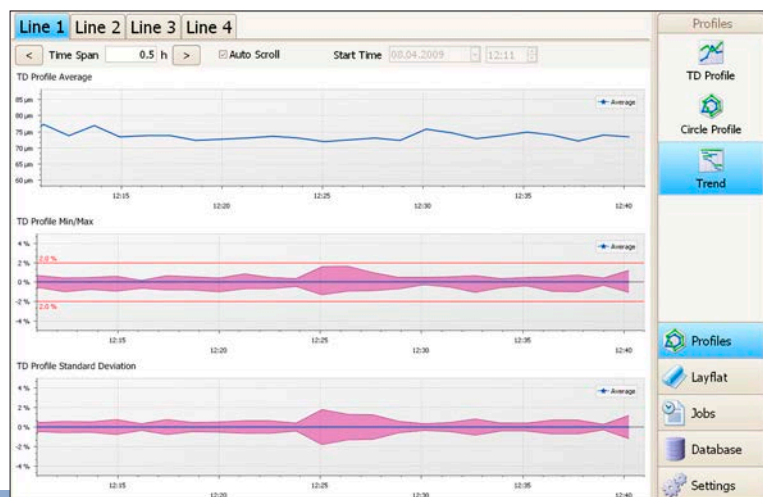 Line 1 Line 2 Line 3 Line 4
< Time Span 0.5 h > Auto Scroll Start Time 08.04.2009 12:11
TD Profile Average
Average
85 µm
80 µm
75 µm
70 µm
65 µm
60 µm
12:15 12:20 12:25 12:30 12:35 12:40
TD Profile Min/Max
Average
4 %
2 %
0 %
-2 %
-4 %
2.0 %
2.0 %
12:15 12:20 12:25 12:30 12:35 12:40
TD Profile Standard Deviation
Average
4 %
2 %
0 %
-2 %
-4 %
12:15 12:20 12:25 12:30 12:35 12:40
Profiles
TD Profile
Circle Profile
Trend
Profiles
Layflat
Jobs
Database
Settings